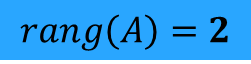 rang(A) = 2